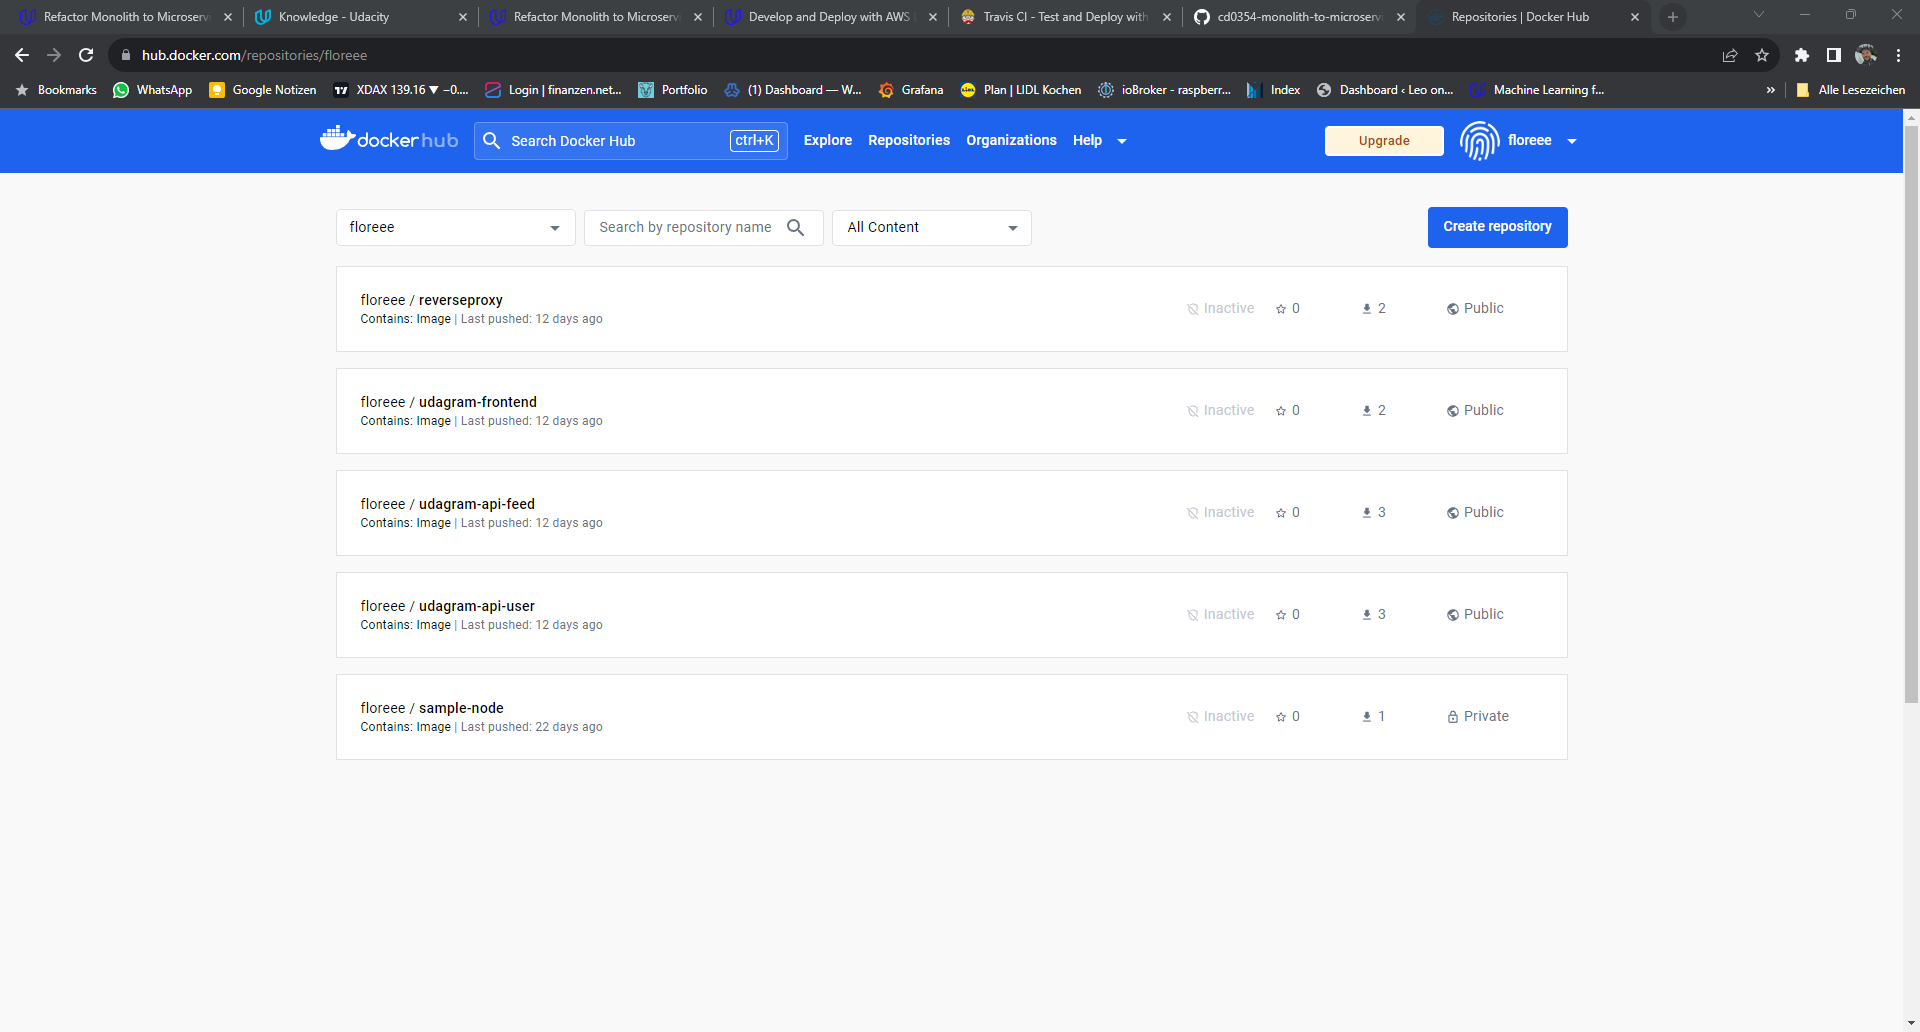 Refactor Monolith to Microserv
Knowledge - Udacity
Refactor Monolith to Microserv
Develop and Deploy with AWS
Travis CI - Test and Deploy with
cd0354-monolith-to-microserv
Repositories | Docker Hub
hub.docker.com/repositories/floreee
Bookmarks
WhatsApp
Google Notizen
XDAX 139.16 ▼ −0....
Login | finanzen.net...
Portfolio
(1) Dashboard — W...
Grafana
Plan | LIDL Kochen
ioBroker - raspberr...
Index
Dashboard ‹ Leo on...
Machine Learning f...
»
Alle Lesezeichen
docker hub
Search Docker Hub
ctrl+K
Explore
Repositories
Organizations
Help
Upgrade
floreee
floreee
Search by repository name
All Content
Create repository
floreee / reverseproxy
Contains: Image | Last pushed: 12 days ago
Inactive
0
2
Public
floreee / udagram-frontend
Contains: Image | Last pushed: 12 days ago
Inactive
0
2
Public
floreee / udagram-api-feed
Contains: Image | Last pushed: 12 days ago
Inactive
0
3
Public
floreee / udagram-api-user
Contains: Image | Last pushed: 12 days ago
Inactive
0
3
Public
floreee / sample-node
Contains: Image | Last pushed: 22 days ago
Inactive
0
1
Private